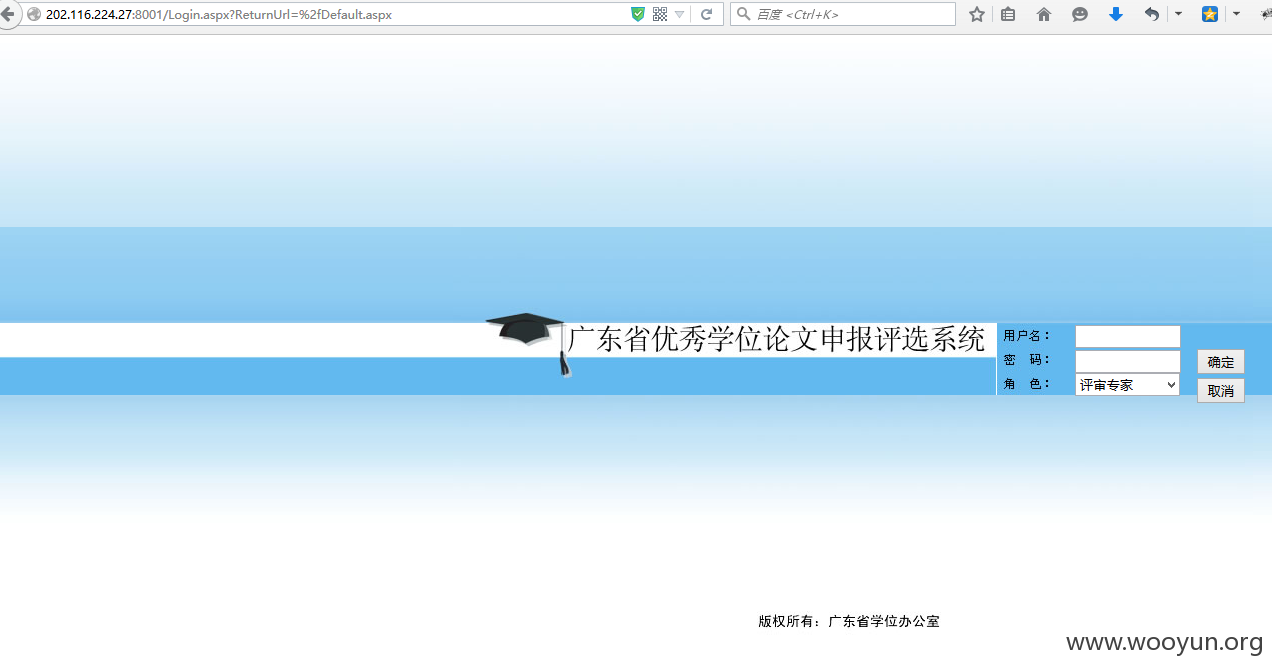 202.116.224.27:8001/Login.aspx?ReturnUrl=%2fDefault.aspx
百度 <Ctrl+K>
广东省优秀学位论文申报评选系统
用户名：
密 码：
确定
角 色：
评审专家
取消
版权所有：广东省学位办公室
www.wooyun.org